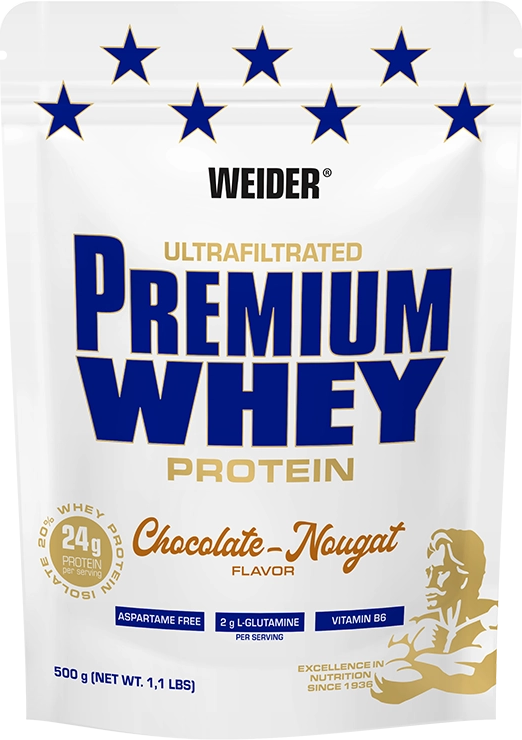 WEIDER®
ULTRAFILTRATED
PREMIUM
WHEY
PROTEIN
20% WHEY PROTEIN ISOLATE
24g
PROTEIN
per serving
Chocolate-Nougat
FLAVOR
ASPARTAME FREE
2 g L-GLUTAMINE
PER SERVING
VITAMIN B6
500 g (NET WT. 1,1 LBS)
EXCELLENCE IN
NUTRITION
SINCE 1936